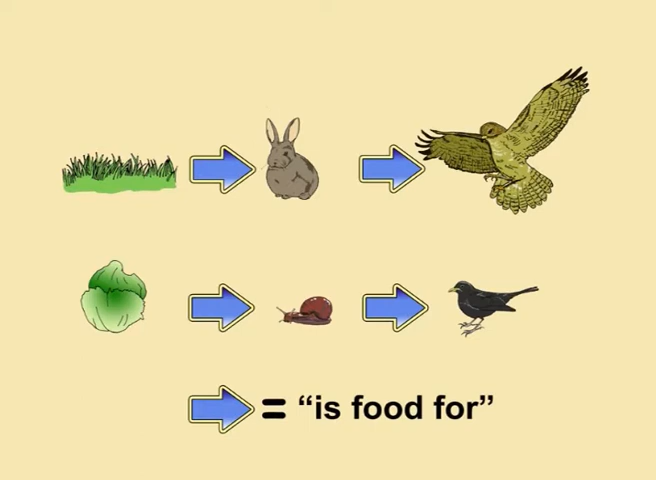 = “is food for”